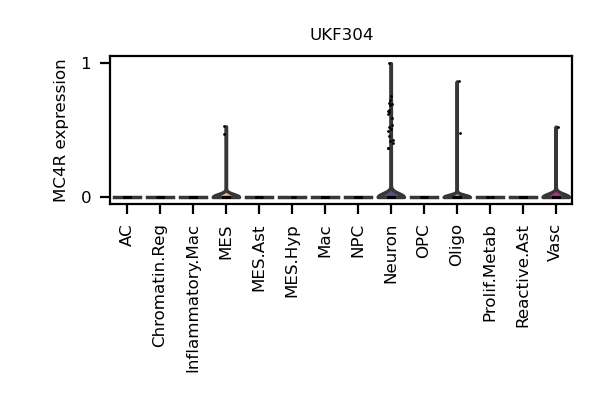 UKF304
MC4R expression
1
0
AC
Chromatin.Reg
Inflammatory.Mac
MES
MES.Ast
MES.Hyp
Mac
NPC
Neuron
OPC
Oligo
Prolif.Metab
Reactive.Ast
Vasc